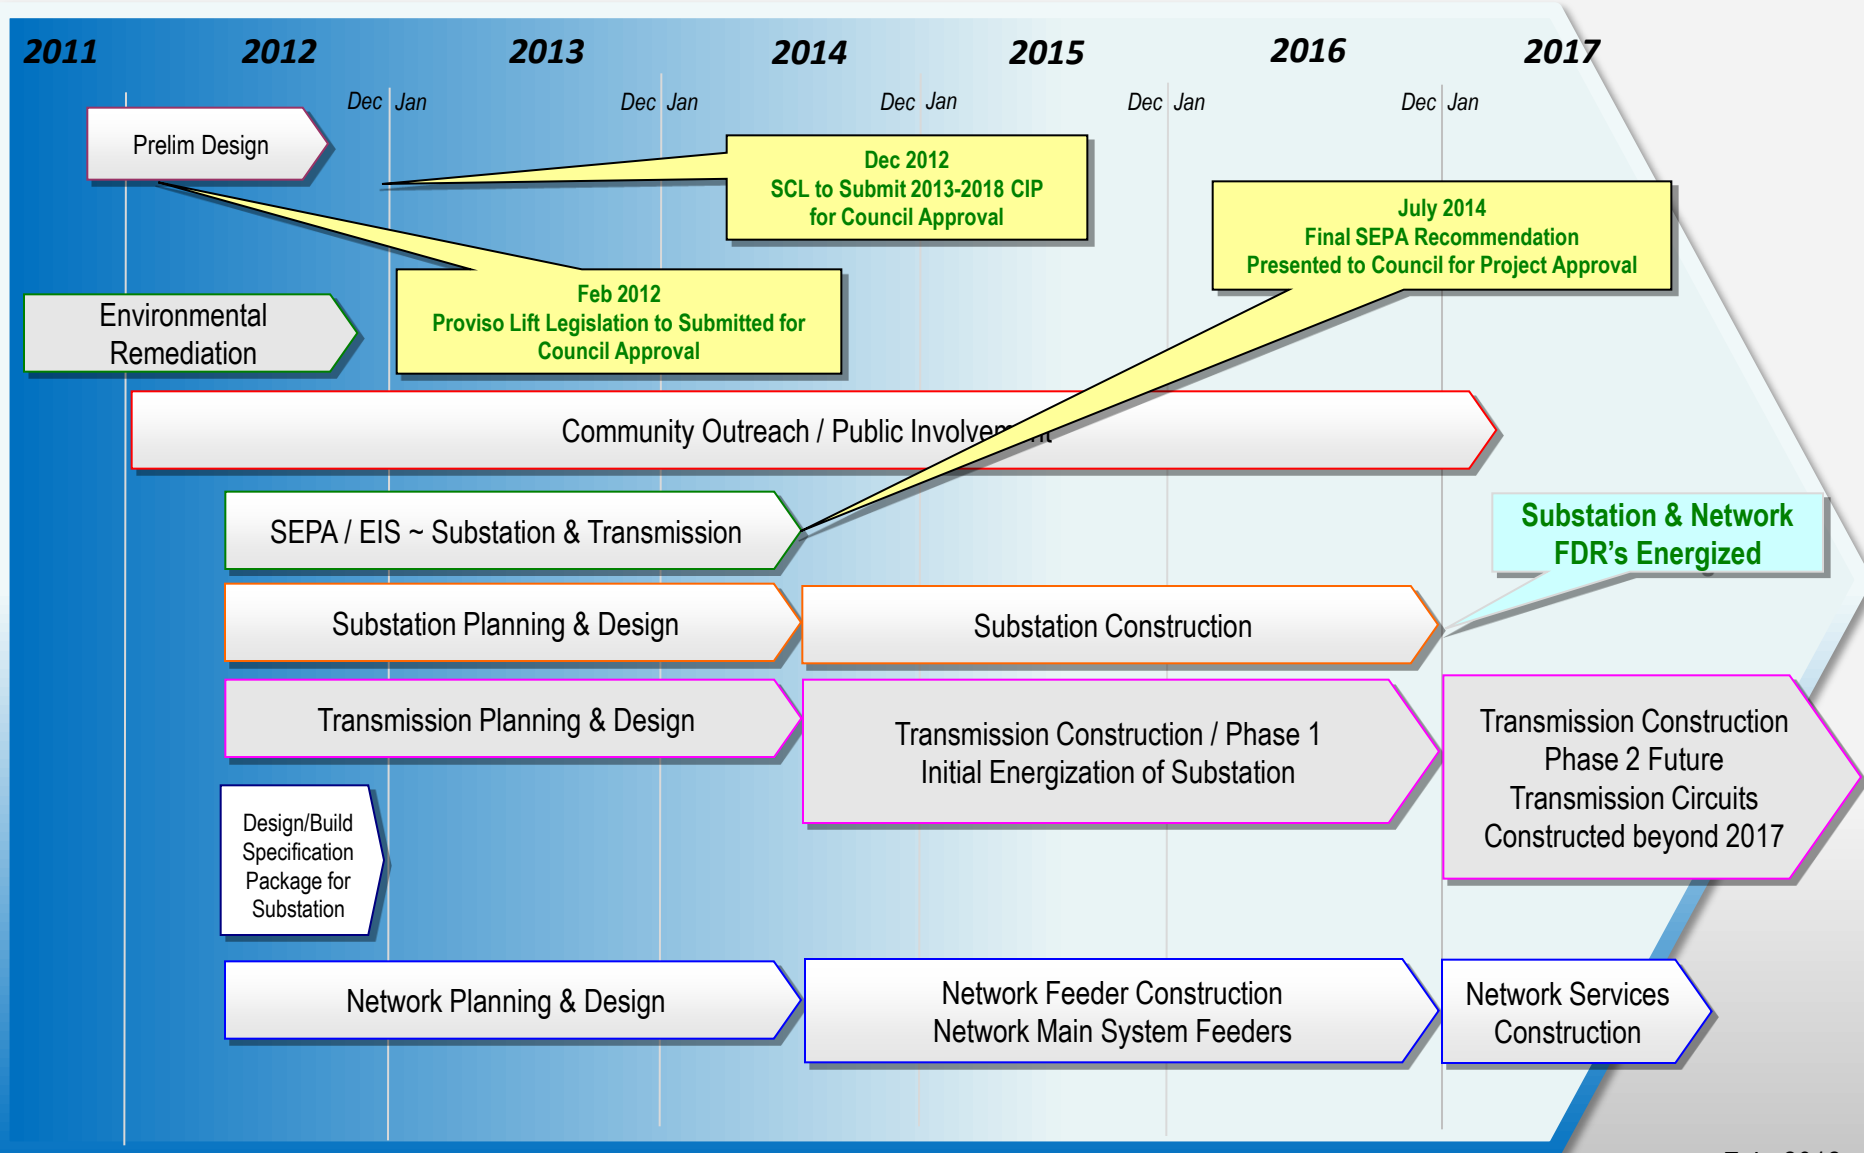 2011 2012 2013 2014 2015 2016 2017
Dec Jan Dec Jan Dec Jan Dec Jan Dec Jan
Prelim Design
Dec 2012
SCL to Submit 2013-2018 CIP
for Council Approval
July 2014
Final SEPA Recommendation
Presented to Council for Project Approval
Feb 2012
Proviso Lift Legislation to Submitted for
Council Approval
Environmental
Remediation
Community Outreach / Public Involvement
SEPA / EIS ~ Substation & Transmission
Substation & Network
FDR's Energized
Substation Planning & Design
Substation Construction
Transmission Planning & Design
Transmission Construction / Phase 1
Initial Energization of Substation
Transmission Construction
Phase 2 Future
Transmission Circuits
Constructed beyond 2017
Design/Build
Specification
Package for
Substation
Network Planning & Design
Network Feeder Construction
Network Main System Feeders
Network Services
Construction